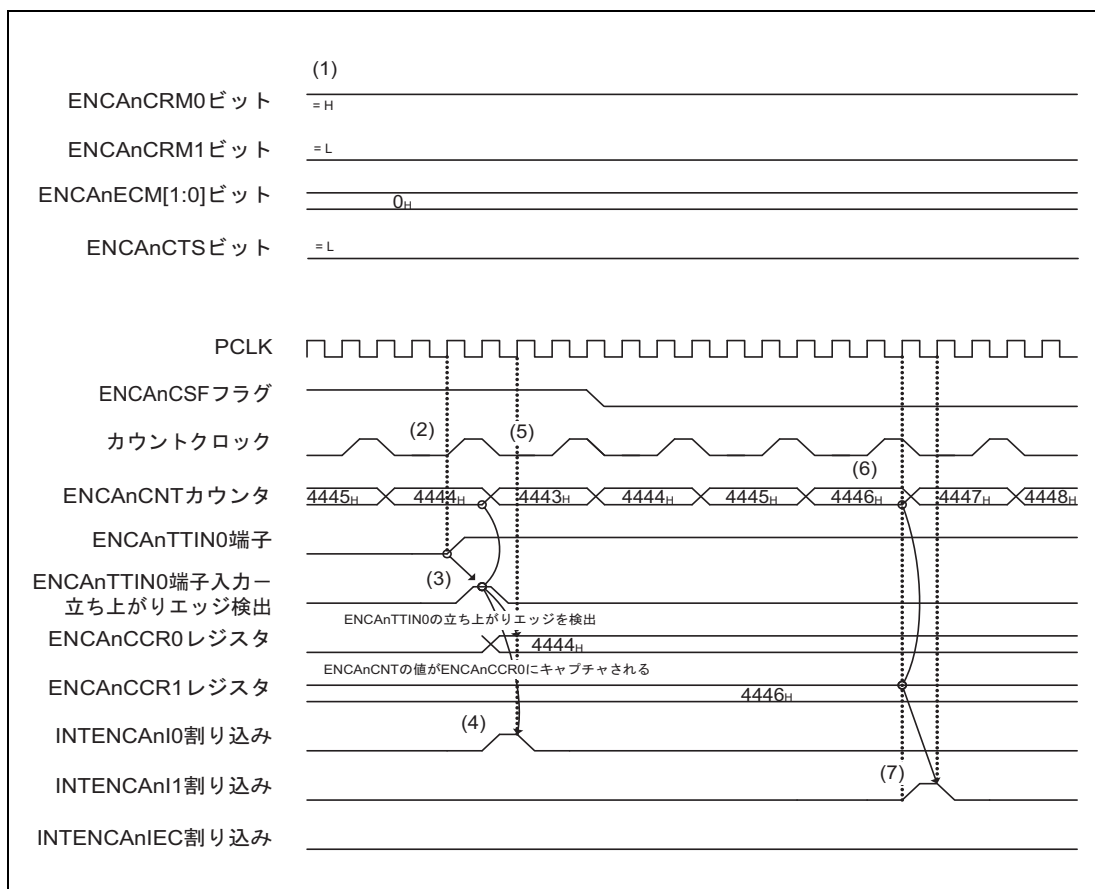 (1)
ENCAnCRM0ビット
= H
ENCAnCRM1ビット
= L
ENCAnECM[1:0]ビット
0H
ENCAnCTSビット
= L
PCLK
ENCAnCSFフラグ
カウントクロック
(2)
(5)
(6)
ENCAnCNTカウンタ
4445H 4444H 4443H 4444H 4445H 4446H 4447H 4448H
ENCAnTTIN0端子
ENCAnTTIN0端子入力ー
立ち上がりエッジ検出
(3)
ENCAnTTIN0の立ち上がりエッジを検出
ENCAnCCR0レジスタ
4444H
ENCAnCNTの値がENCAnCCR0にキャプチャされる
ENCAnCCR1レジスタ
4446H
INTENCAnI0割り込み
(4)
INTENCAnI1割り込み
(7)
INTENCAnIEC割り込み